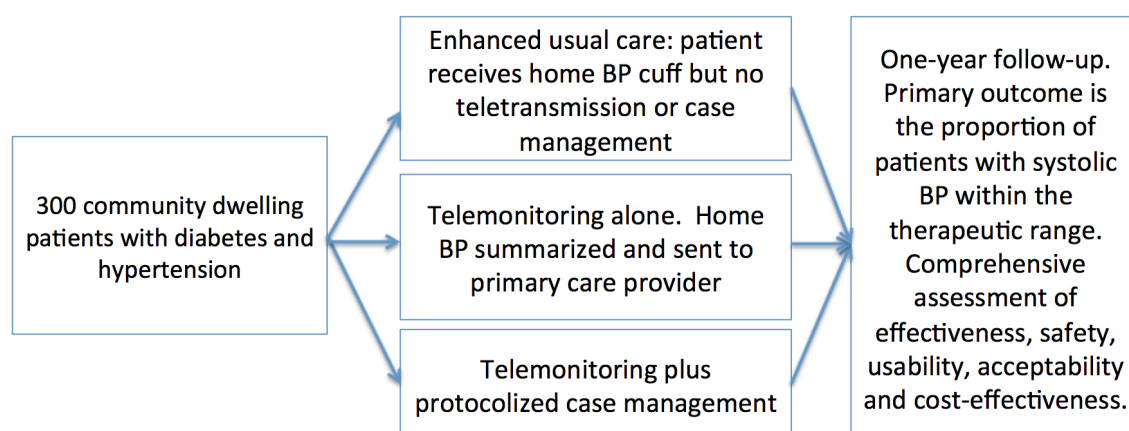 300 community dwelling
patients with diabetes and
hypertension
Enhanced usual care: patient
receives home BP cuff but no
teletransmission or case
management
Telemonitoring alone.  Home
BP summarized and sent to
primary care provider
Telemonitoring plus
protocolized case management
One-year follow-up.
Primary outcome is
the proportion of
patients with systolic
BP within the
therapeutic range.
Comprehensive
assessment of
effectiveness, safety,
usability, acceptability
and cost-effectiveness.